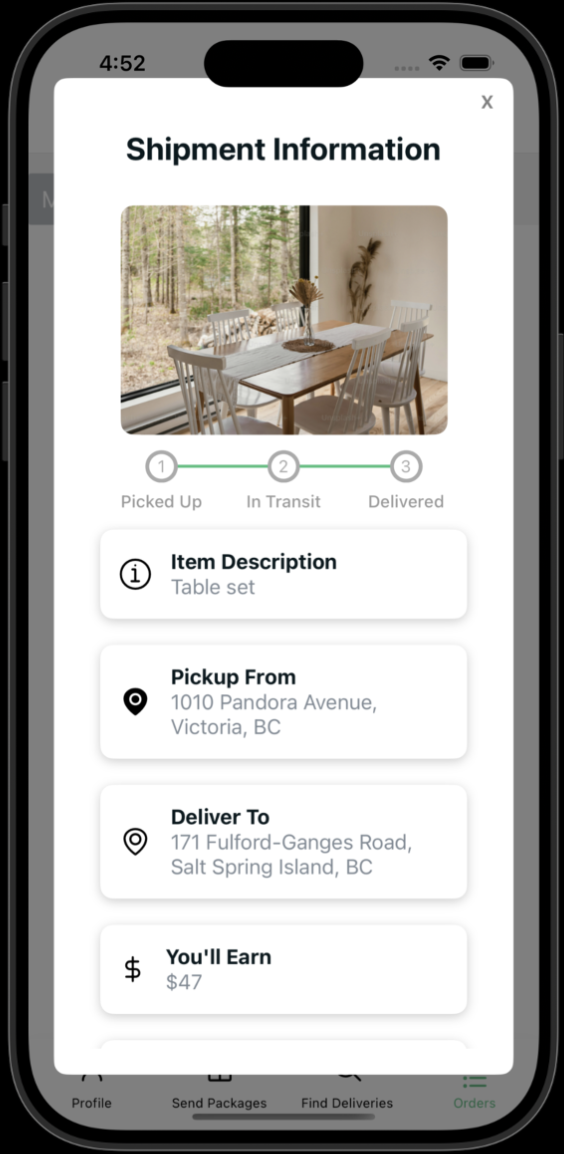 4:52
X
Shipment Information
M
1
2
3
Picked Up
In Transit
Delivered
Item Description
Table set
Pickup From
1010 Pandora Avenue,
Victoria, BC
Deliver To
171 Fulford-Ganges Road,
Salt Spring Island, BC
$
You'll Earn
$47
Profile
Send Packages
Find Deliveries
Orders